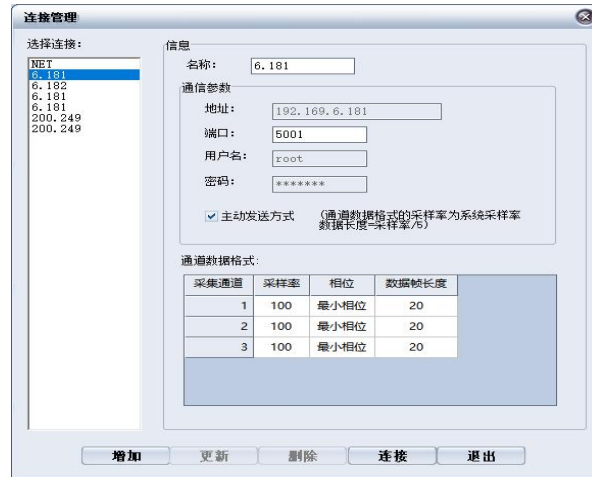 连接管理
选择连接:
NET
6.181
6.182
6.181
6.181
200.249
200.249
信息
名称:
6.181
通信参数
地址:
192.169.6.181
端口:
5001
用户名:
root
密码:
*******
主动发送方式
(通道数据格式的采样率为系统采样率
数据长度=采样率/5)
通道数据格式:
采集通道 采样率 相位 数据帧长度
1 100 最小相位 20
2 100 最小相位 20
3 100 最小相位 20
增加 更新 删除 连接 退出